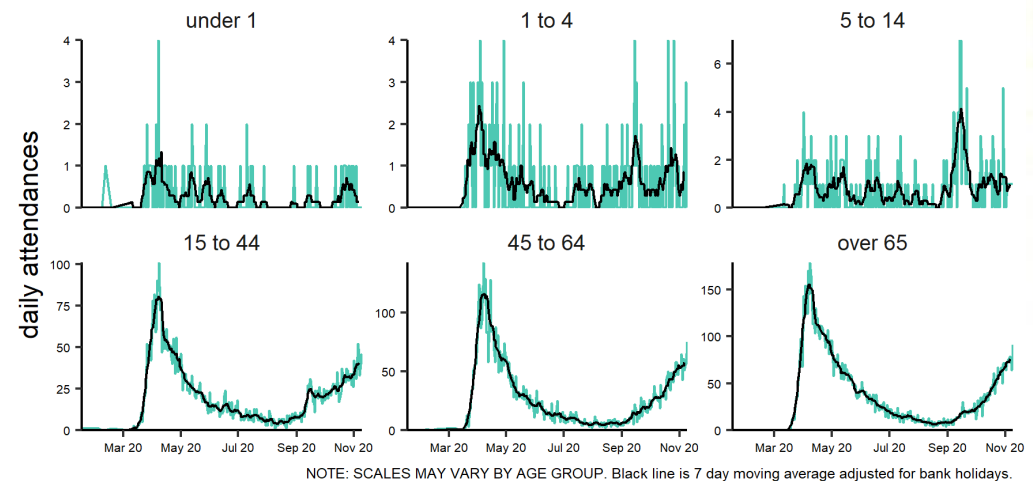 under 1
1 to 4
5 to 14
4
3
2
1
0
4
3
2
1
0
6
4
2
0
daily attendances
15 to 44
45 to 64
over 65
100
75
50
25
0
100
50
0
150
100
50
0
Mar 20 May 20 Jul 20 Sep 20 Nov 20
Mar 20 May 20 Jul 20 Sep 20 Nov 20
Mar 20 May 20 Jul 20 Sep 20 Nov 20
NOTE: SCALES MAY VARY BY AGE GROUP. Black line is 7 day moving average adjusted for bank holidays.